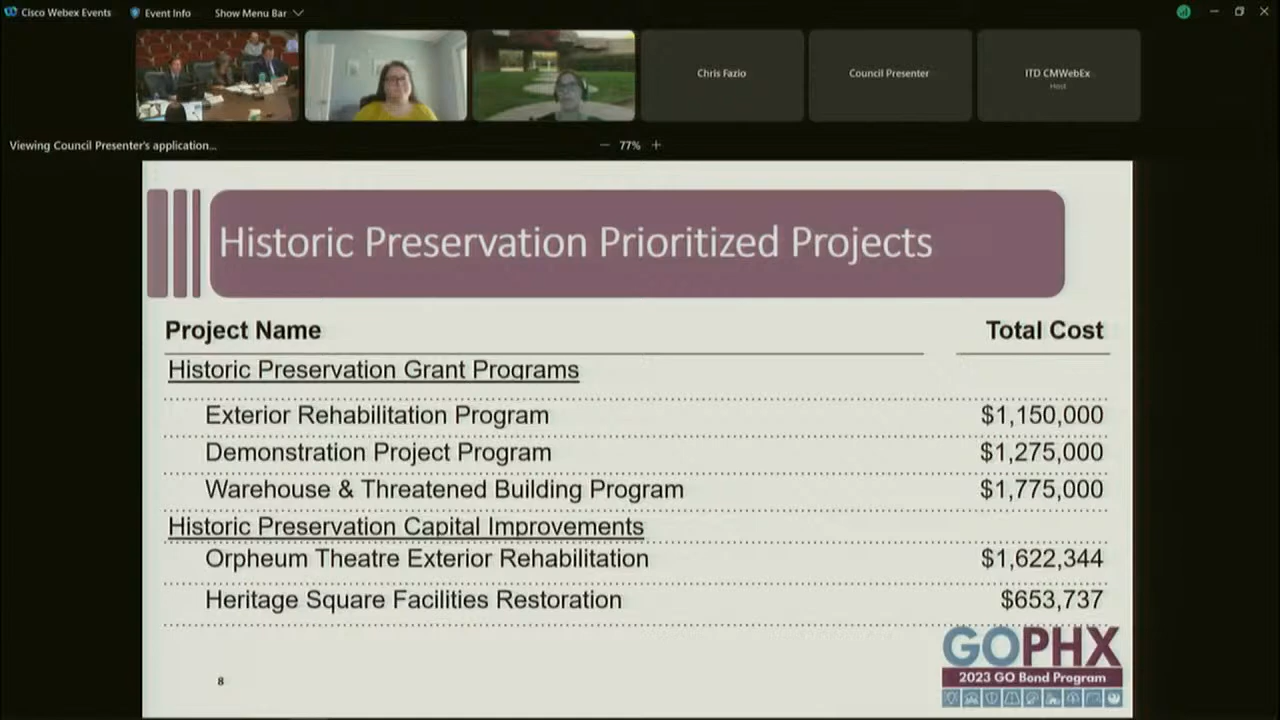 Cisco Webex Events
Event Info
Show Menu Bar
Chris Fazio
Council Presenter
ITD CMWebEx
Host
Viewing Council Presenter's application...
77%
Historic Preservation Prioritized Projects
Project Name Total Cost
Historic Preservation Grant Programs
Exterior Rehabilitation Program $1,150,000
Demonstration Project Program $1,275,000
Warehouse & Threatened Building Program $1,775,000
Historic Preservation Capital Improvements
Orpheum Theatre Exterior Rehabilitation $1,622,344
Heritage Square Facilities Restoration $653,737
GOPHX
2023 GO Bond Program
8